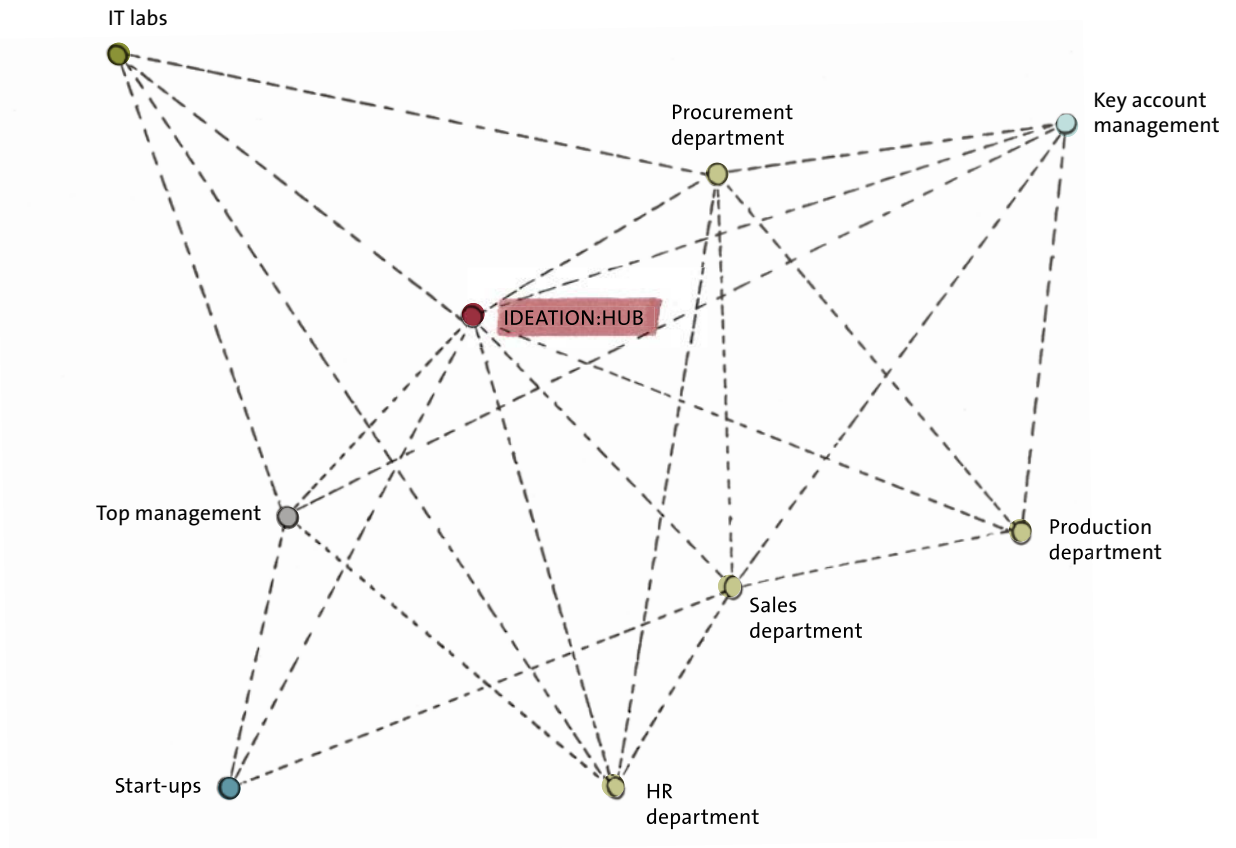 IT labs
Key account
management
Procurement
department
IDEATION:HUB
Top management
Production
department
Sales
department
Start-ups
HR
department